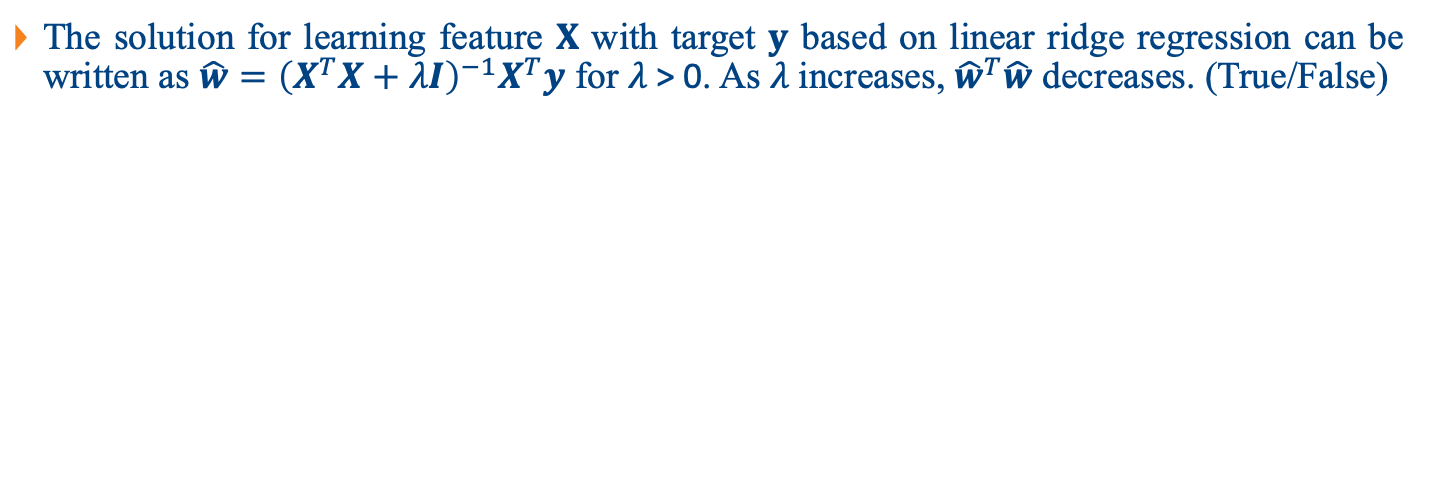 The solution for learning feature X with target y based on linear ridge regression can be
written as ŵ = (XᵀX + λI)⁻¹Xᵀy for λ > 0. As λ increases, ŵᵀŵ decreases. (True/False)